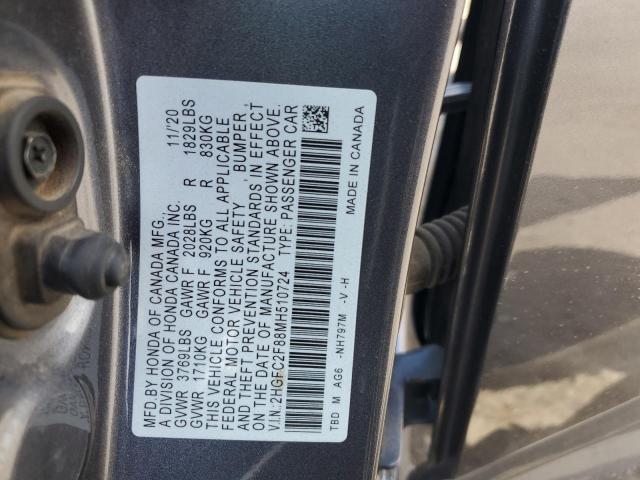 MFD.BY HONDA OF CANADA MFG. 11/20
A DIVISION OF HONDA CANADA INC.
GVWR 3769LBS GAWR F 2028LBS R 1829LBS
GVWR 1710KG GAWR F 920KG R 830KG
THIS VEHICLE CONFORMS TO ALL APPLICABLE
FEDERAL MOTOR VEHICLE SAFETY , BUMPER ,
AND THEFT PREVENTION STANDARDS IN EFFECT
ON THE DATE OF MANUFACTURE SHOWN ABOVE.
V.I.N.:2HGFC2F88MH510724 TYPE: PASSENGER CAR
TBD M AG6 -NH797M -V-H MADE IN CANADA